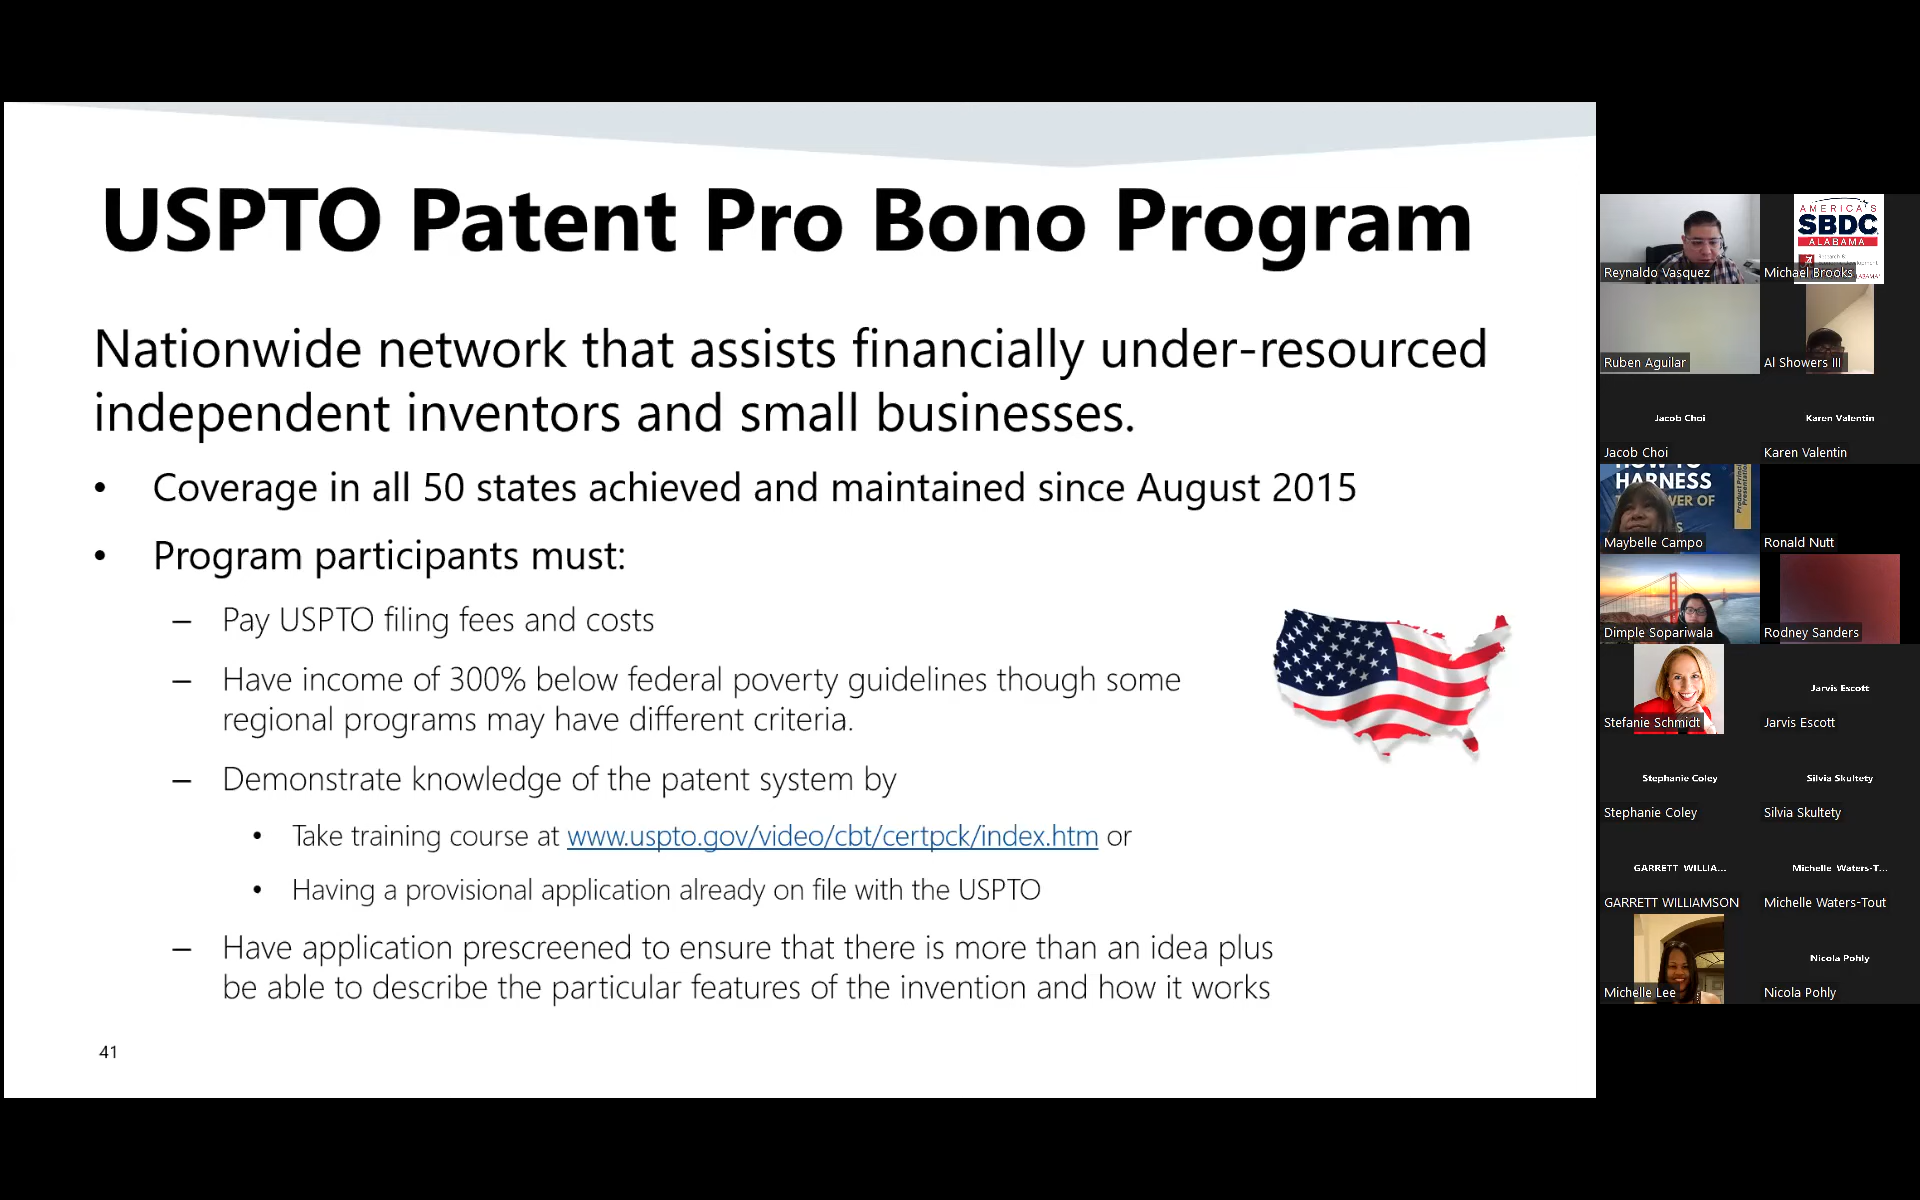 USPTO Patent Pro Bono Program
Nationwide network that assists financially under-resourced
independent inventors and small businesses.
• Coverage in all 50 states achieved and maintained since August 2015
• Program participants must:
– Pay USPTO filing fees and costs
– Have income of 300% below federal poverty guidelines though some
regional programs may have different criteria.
– Demonstrate knowledge of the patent system by
• Take training course at www.uspto.gov/video/cbt/certpck/index.htm or
• Having a provisional application already on file with the USPTO
– Have application prescreened to ensure that there is more than an idea plus
be able to describe the particular features of the invention and how it works
41
Reynaldo Vasquez
AMERICA'S
SBDC
ALABAMA
Michael Brooks
Ruben Aguilar
Al Showers III
Jacob Choi
Jacob Choi
Karen Valentin
Karen Valentin
HOW TO
HARNESS
WER OF
Maybelle Campo
Ronald Nutt
Dimple Sopariwala
Rodney Sanders
Stefanie Schmidt
Jarvis Escott
Jarvis Escott
Stephanie Coley
Stephanie Coley
Silvia Skultety
Silvia Skultety
GARRETT WILLIA...
GARRETT WILLIAMSON
Michelle Waters-T...
Michelle Waters-Tout
Michelle Lee
Nicola Pohly
Nicola Pohly